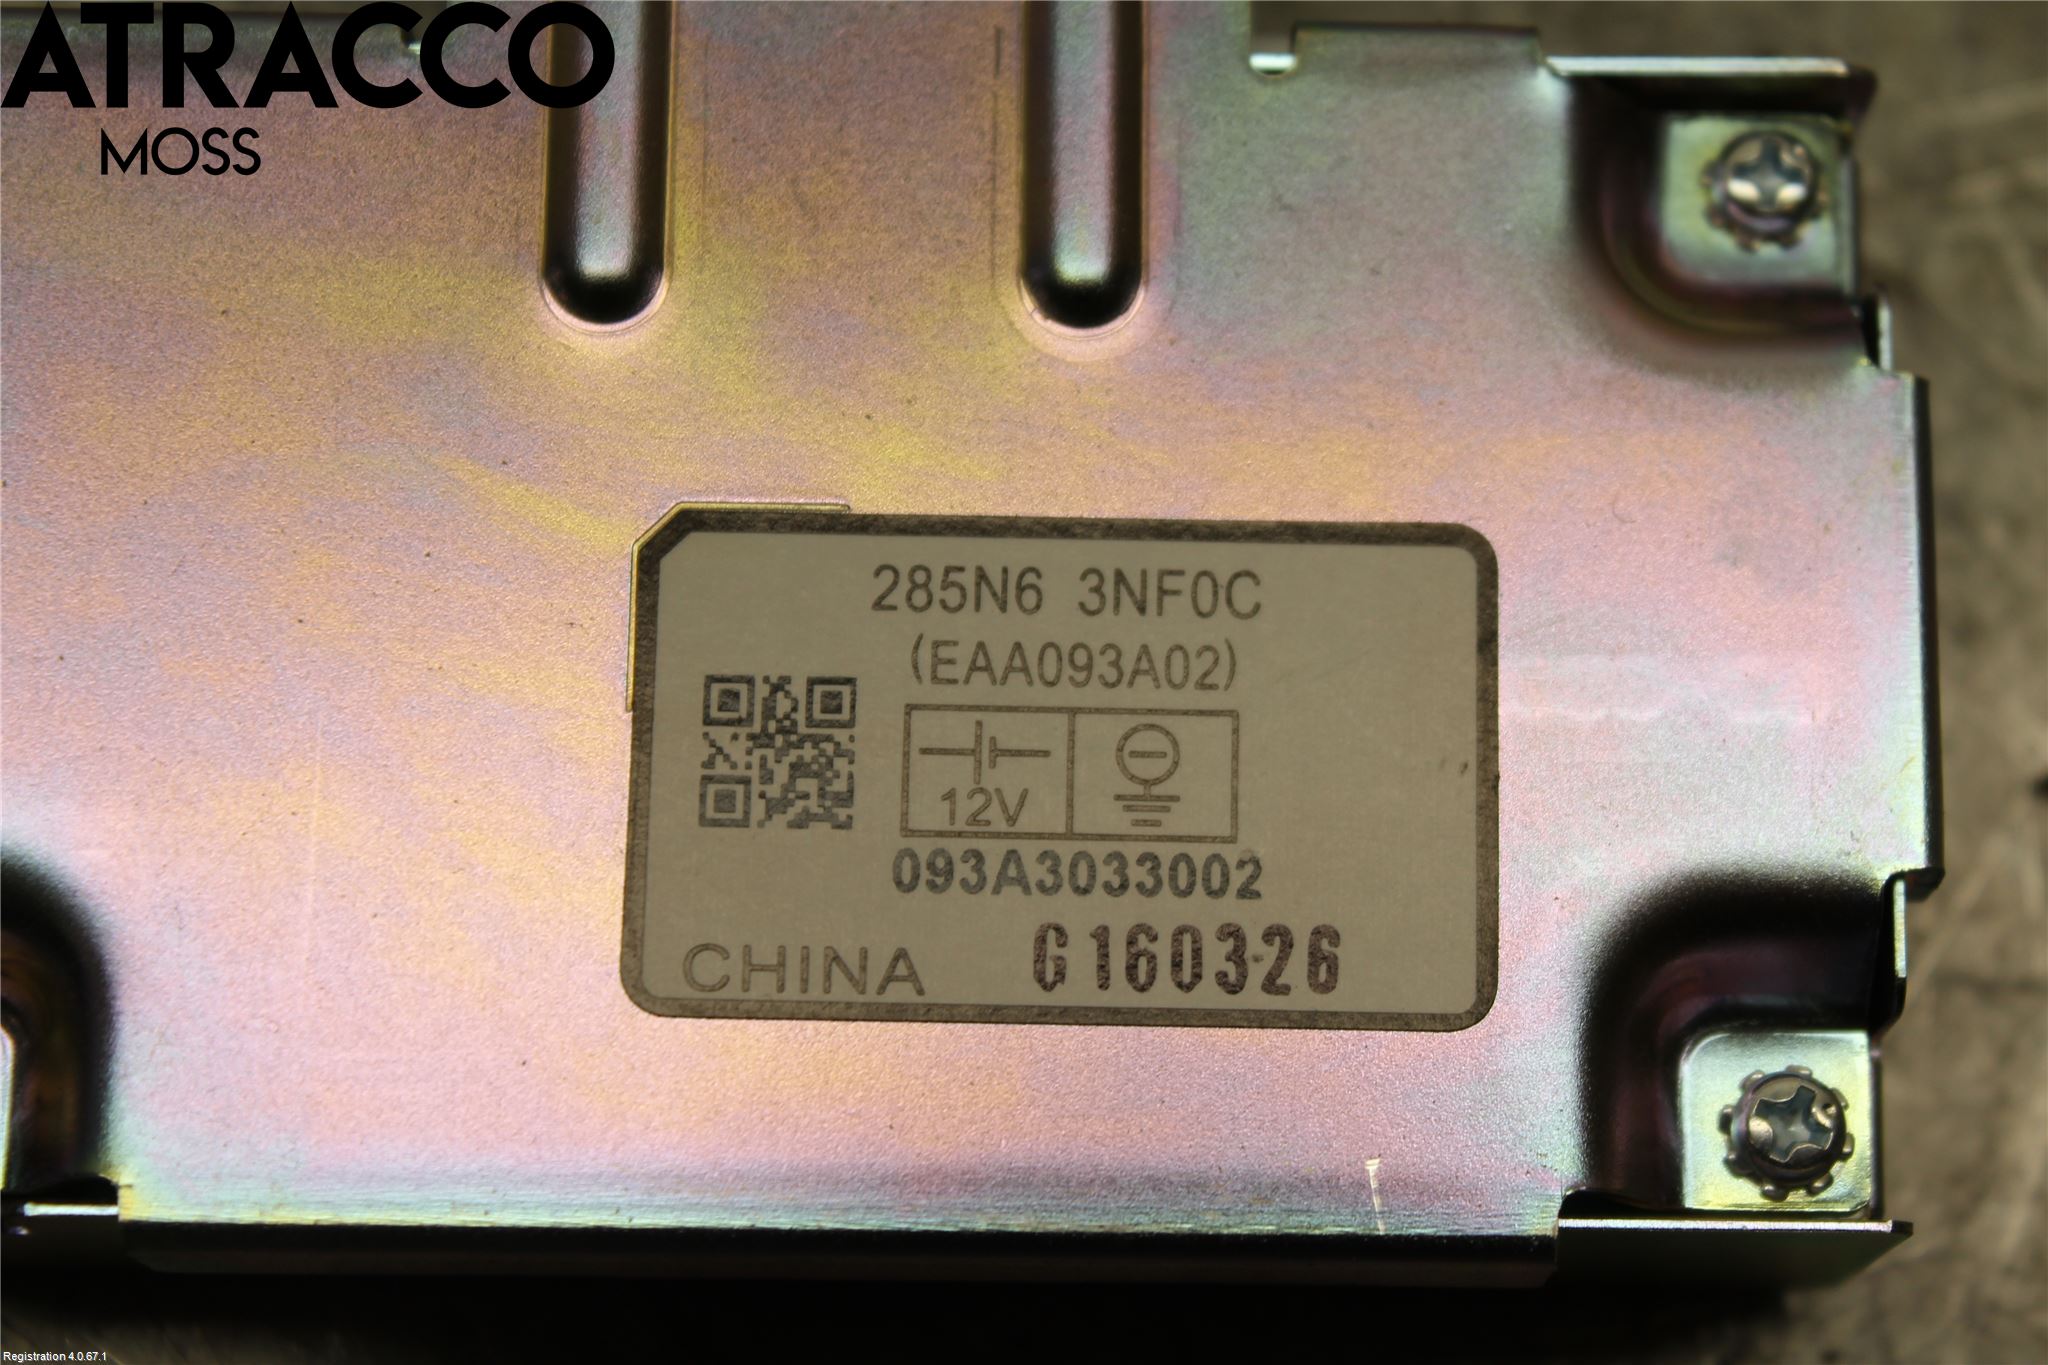 ATRACCO
MOSS
285N6 3NF0C
(EAA093A02)
12V
093A3033002
CHINA G160326
Registration 4.0.67.1